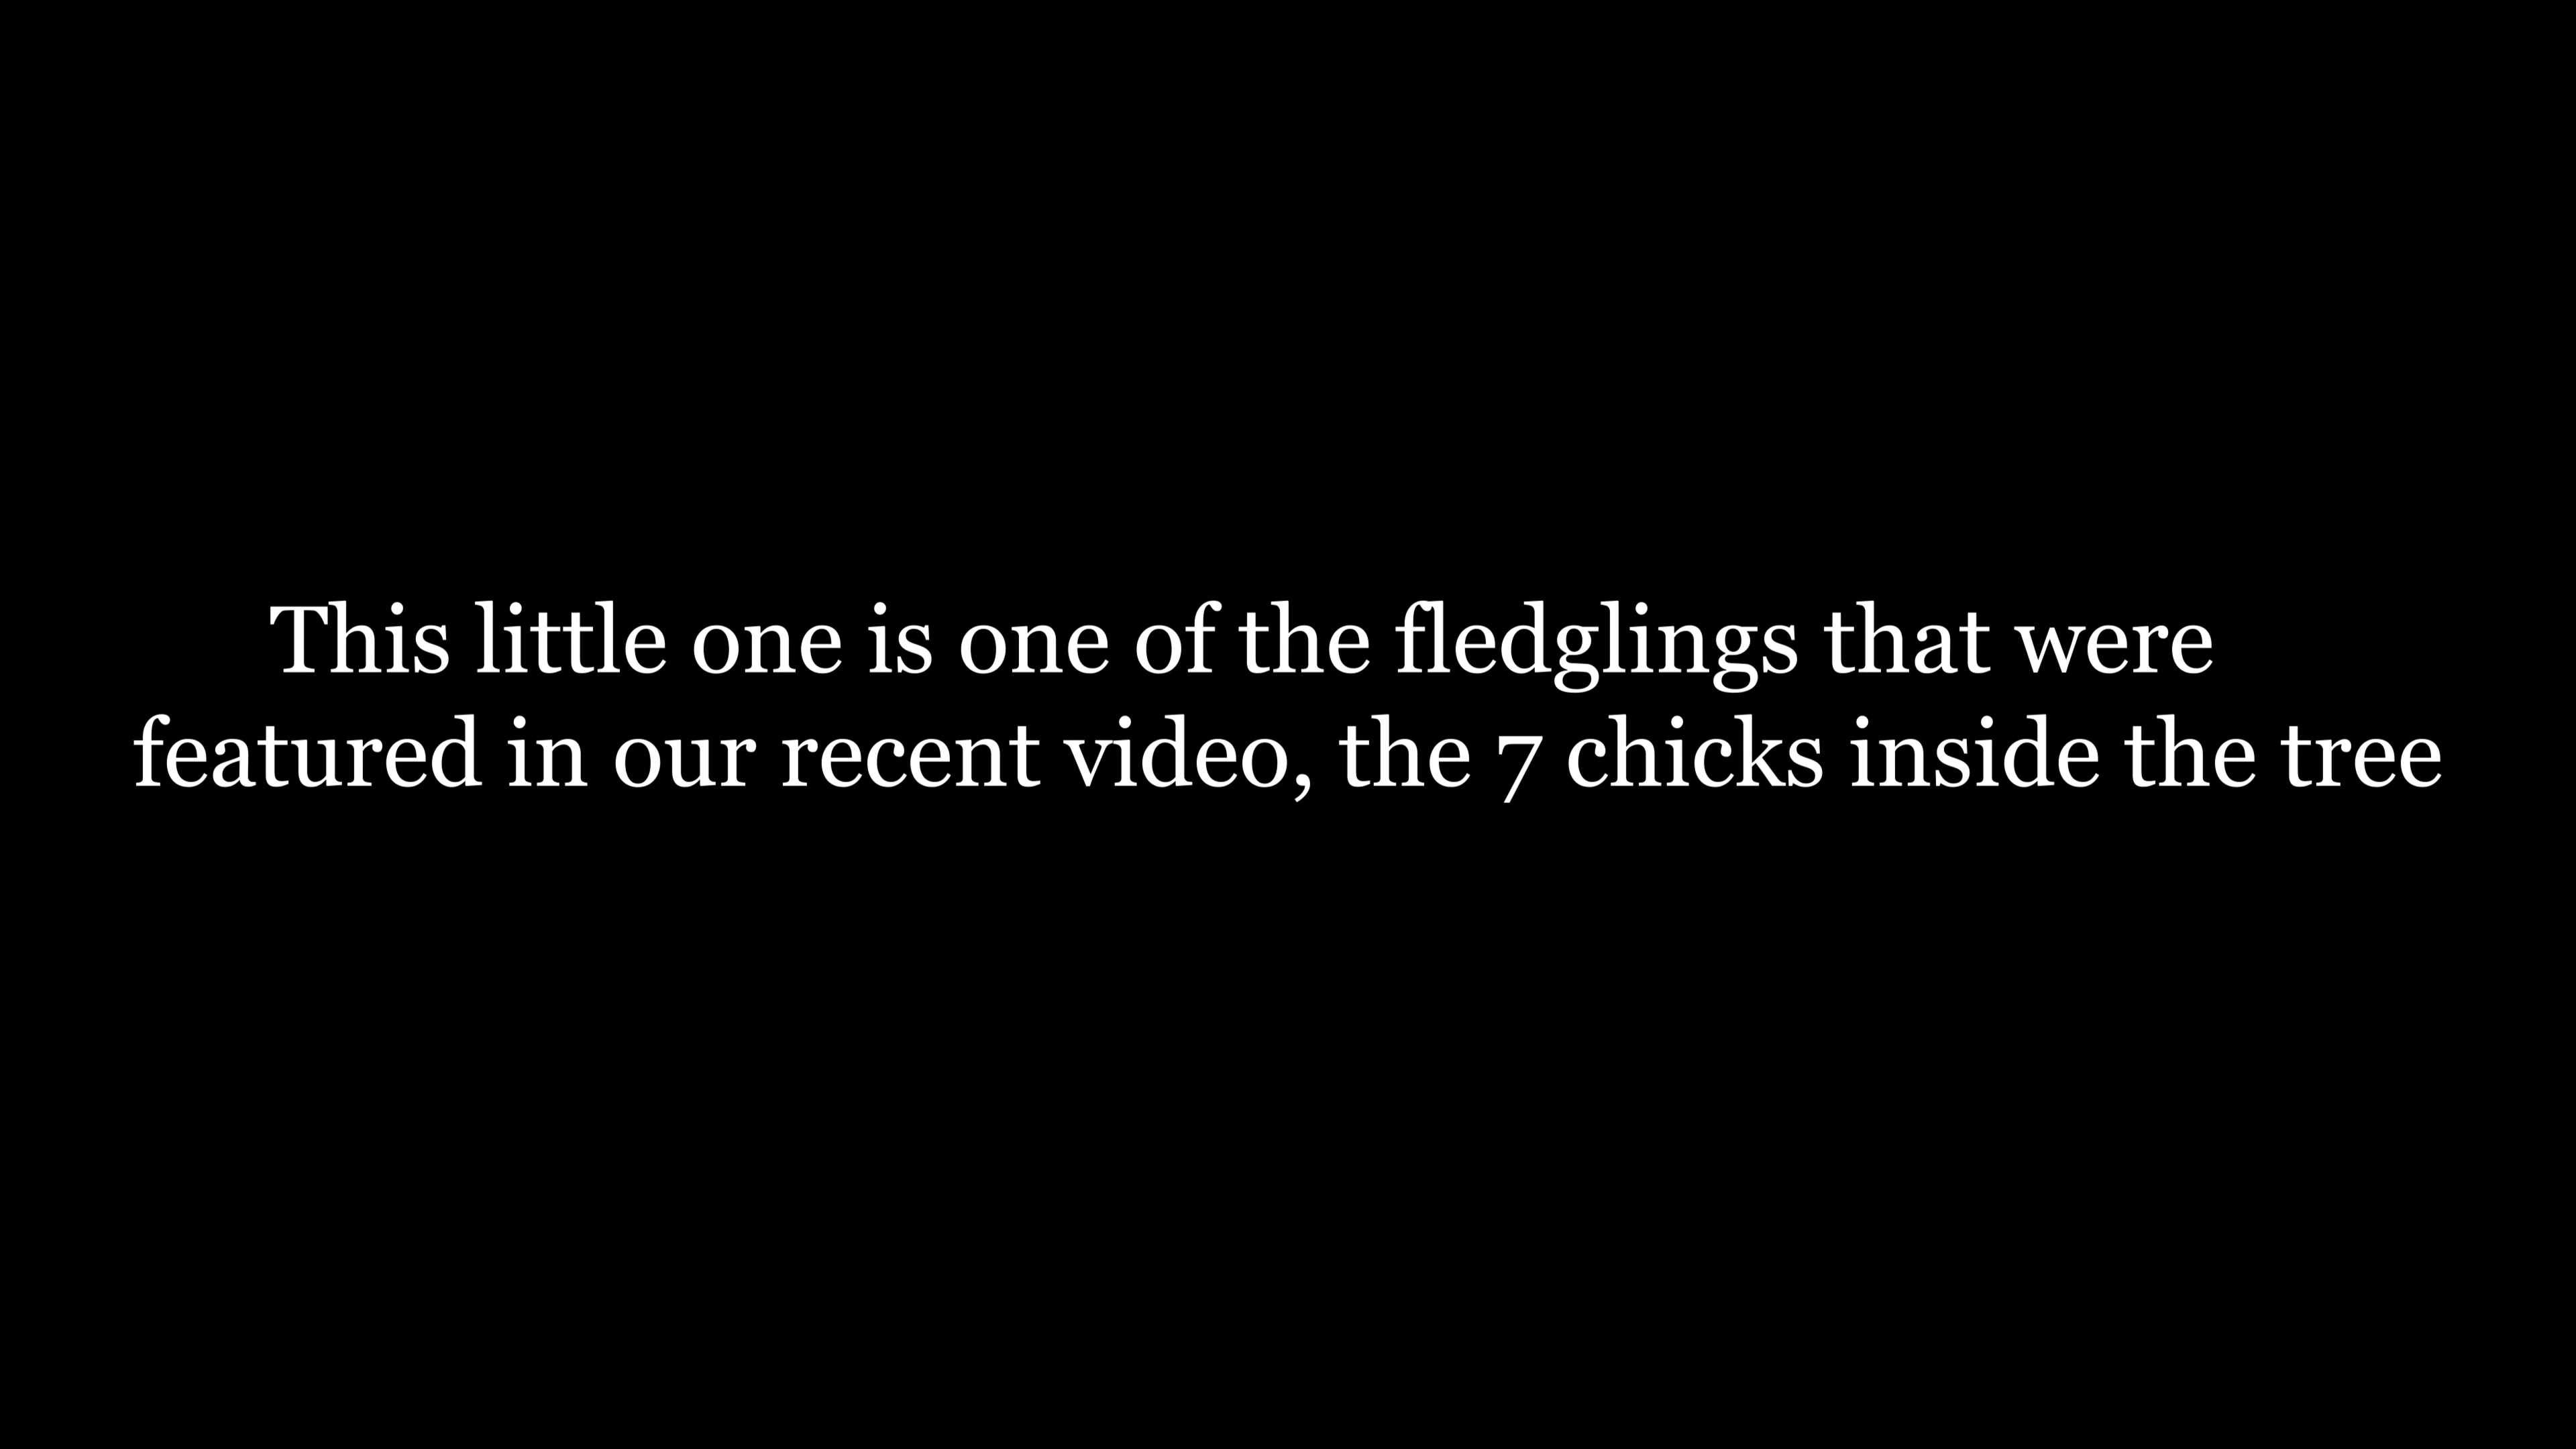 This little one is one of the fledglings that were
featured in our recent video, the 7 chicks inside the tree